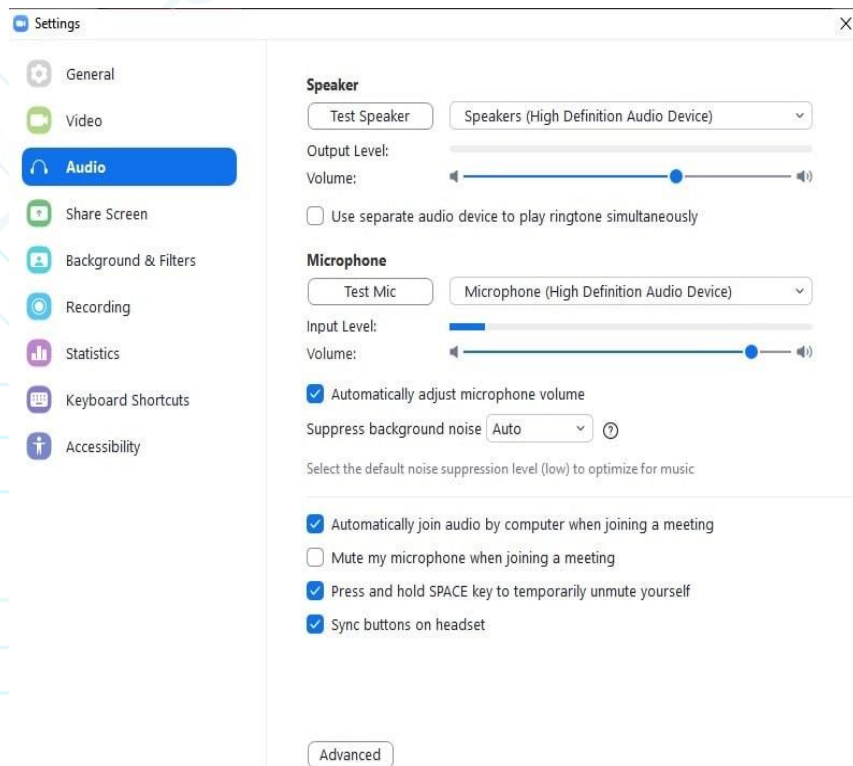 Settings
General
Video
Audio
Share Screen
Background & Filters
Recording
Statistics
Keyboard Shortcuts
Accessibility
Speaker
Test Speaker Speakers (High Definition Audio Device)
Output Level:
Volume:
Use separate audio device to play ringtone simultaneously
Microphone
Test Mic Microphone (High Definition Audio Device)
Input Level:
Volume:
Automatically adjust microphone volume
Suppress background noise Auto
Select the default noise suppression level (low) to optimize for music
Automatically join audio by computer when joining a meeting
Mute my microphone when joining a meeting
Press and hold SPACE key to temporarily unmute yourself
Sync buttons on headset
Advanced